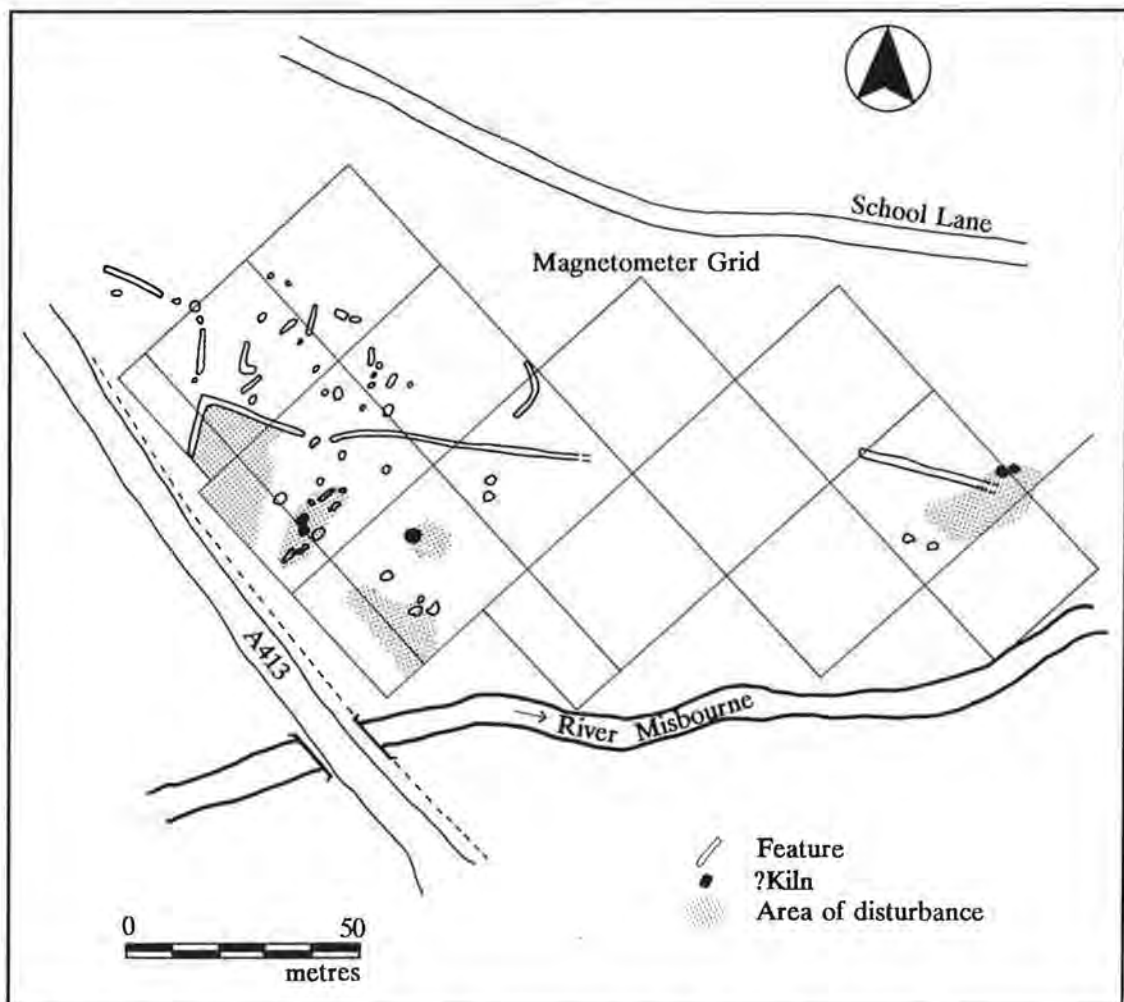 School Lane
Magnetometer Grid
A413
→ River Misbourne
Feature
?Kiln
Area of disturbance
0 50
metres